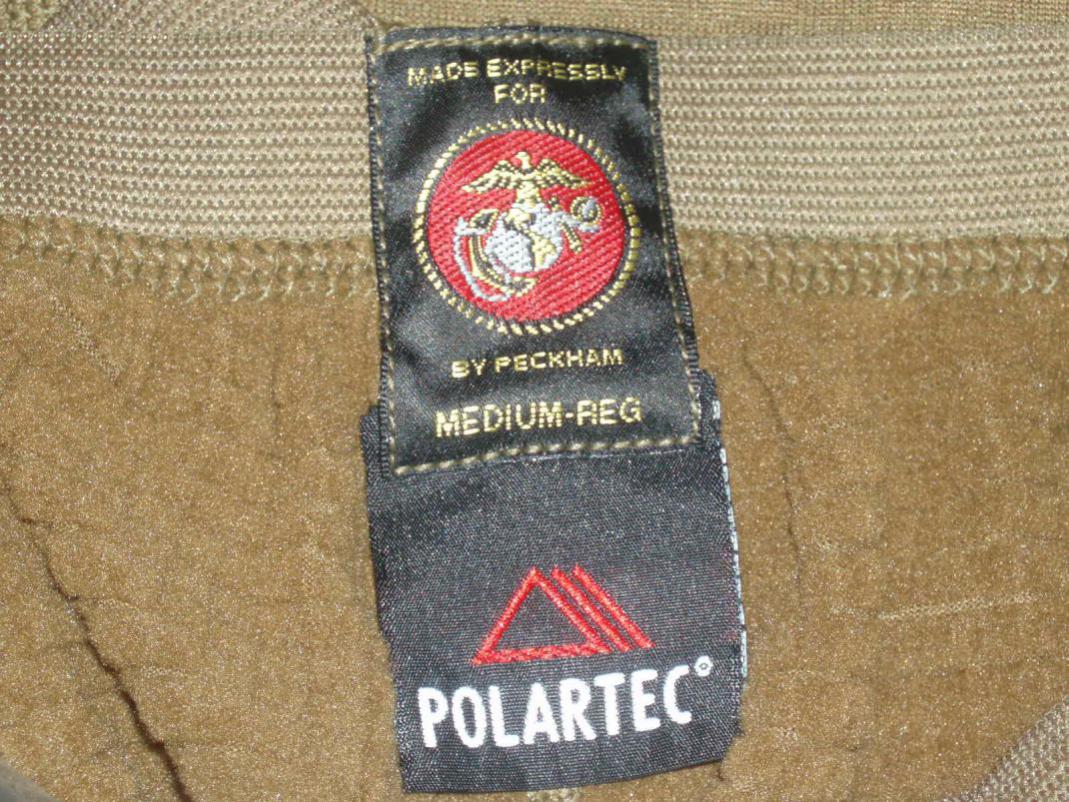 MADE EXPRESSLY
FOR
BY PECKHAM
MEDIUM-REG
POLARTEC®